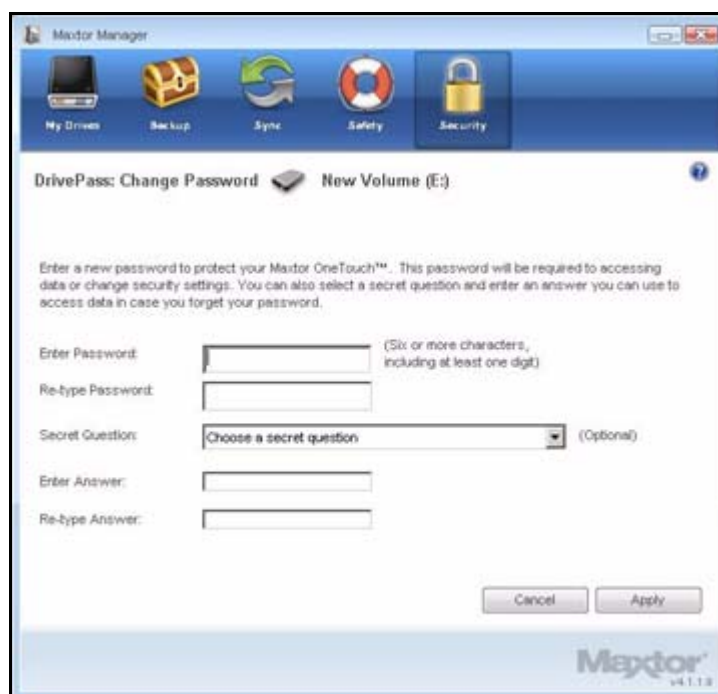 Maxtor Manager
My Drives Backup Sync Safety Security
DrivePass: Change Password New Volume (E:)
Enter a new password to protect your Maxtor OneTouch™. This password will be required to accessing
data or change security settings. You can also select a secret question and enter an answer you can use to
access data in case you forget your password.
Enter Password: (Six or more characters,
including at least one digit)
Re-type Password:
Secret Question: Choose a secret question (Optional)
Enter Answer:
Re-type Answer:
Cancel Apply
Maxtor
v4.1.1.8